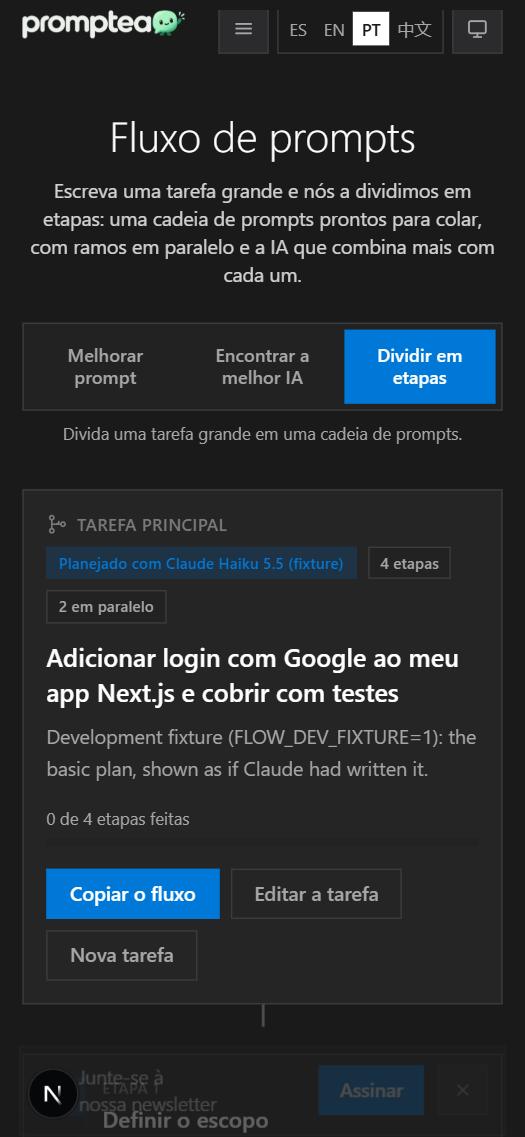 promptea
ES EN PT 中文
Fluxo de prompts
Escreva uma tarefa grande e nós a dividimos em
etapas: uma cadeia de prompts prontos para colar,
com ramos em paralelo e a IA que combina mais com
cada um.
Melhorar
prompt
Encontrar a
melhor IA
Dividir em
etapas
Divida uma tarefa grande em uma cadeia de prompts.
TAREFA PRINCIPAL
Planejado com Claude Haiku 5.5 (fixture)
4 etapas
2 em paralelo
Adicionar login com Google ao meu
app Next.js e cobrir com testes
Development fixture (FLOW_DEV_FIXTURE=1): the
basic plan, shown as if Claude had written it.
0 de 4 etapas feitas
Copiar o fluxo
Editar a tarefa
Nova tarefa
N
Junte-se à
nossa newsletter
Assinar
×
ETAPA 1
Definir o escopo